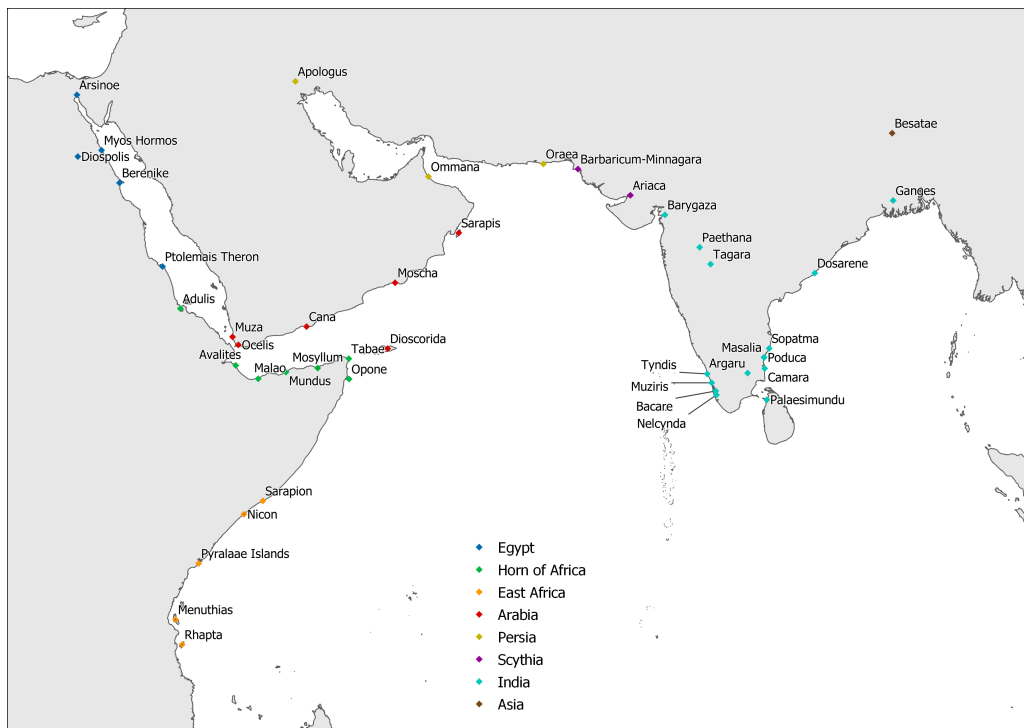 Apologus
Arsinoe
Besatae
Myos Hormos
Diospolis
Oraea
Barbaricum-Minnagara
Berenike
Ommana
Ariaca
Ganges
Barygaza
Sarapis
Paethana
Tagara
Ptolemais Theron
Dosarene
Moscha
Adulis
Cana
Muza
Ocelis
Dioscorida
Sopatma
Avalites
Mosyllum
Tabae
Masalia
Poduca
Malao
Opone
Tyndis
Argaru
Mundus
Camara
Muziris
Palaesimundu
Bacare
Nelcynda
Sarapion
Nicon
Pyralaae Islands
Menuthias
Rhapta
Egypt
Horn of Africa
East Africa
Arabia
Persia
Scythia
India
Asia